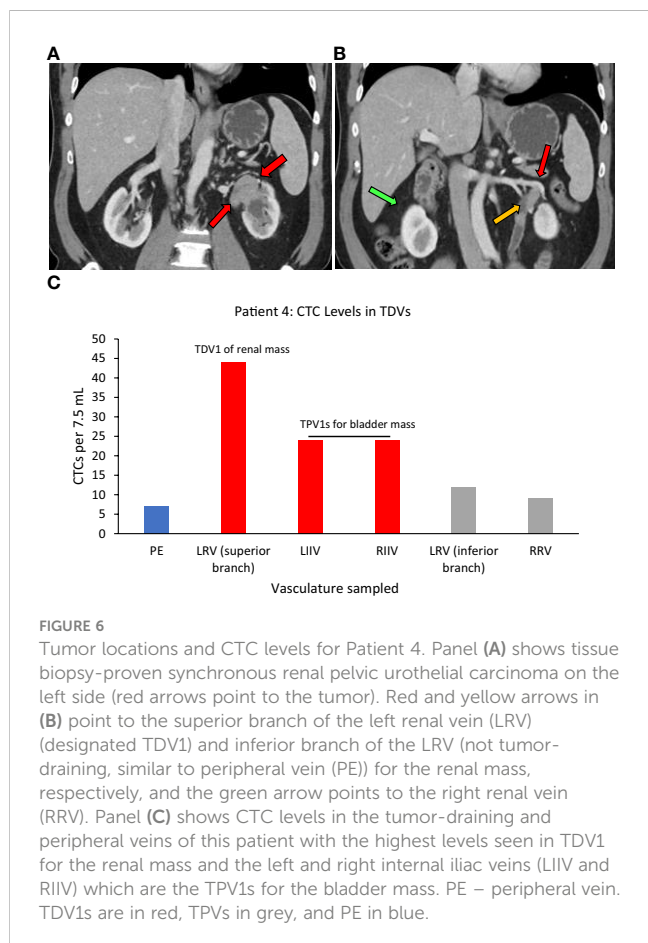 A
B
C
Patient 4: CTC Levels in TDVs
50
45
40
35
30
25
20
15
10
5
0
CTCs per 7.5 mL
TDV1 of renal mass
TPV1s for bladder mass
PE
LRV (superior
branch)
LIIV
RIIV
LRV (inferior
branch)
RRV
Vasculature sampled
FIGURE 6
Tumor locations and CTC levels for Patient 4. Panel (A) shows tissue
biopsy-proven synchronous renal pelvic urothelial carcinoma on the
left side (red arrows point to the tumor). Red and yellow arrows in
(B) point to the superior branch of the left renal vein (LRV)
(designated TDV1) and inferior branch of the LRV (not tumor-
draining, similar to peripheral vein (PE)) for the renal mass,
respectively, and the green arrow points to the right renal vein
(RRV). Panel (C) shows CTC levels in the tumor-draining and
peripheral veins of this patient with the highest levels seen in TDV1
for the renal mass and the left and right internal iliac veins (LIIV and
RIIV) which are the TPV1s for the bladder mass. PE – peripheral vein.
TDV1s are in red, TPVs in grey, and PE in blue.